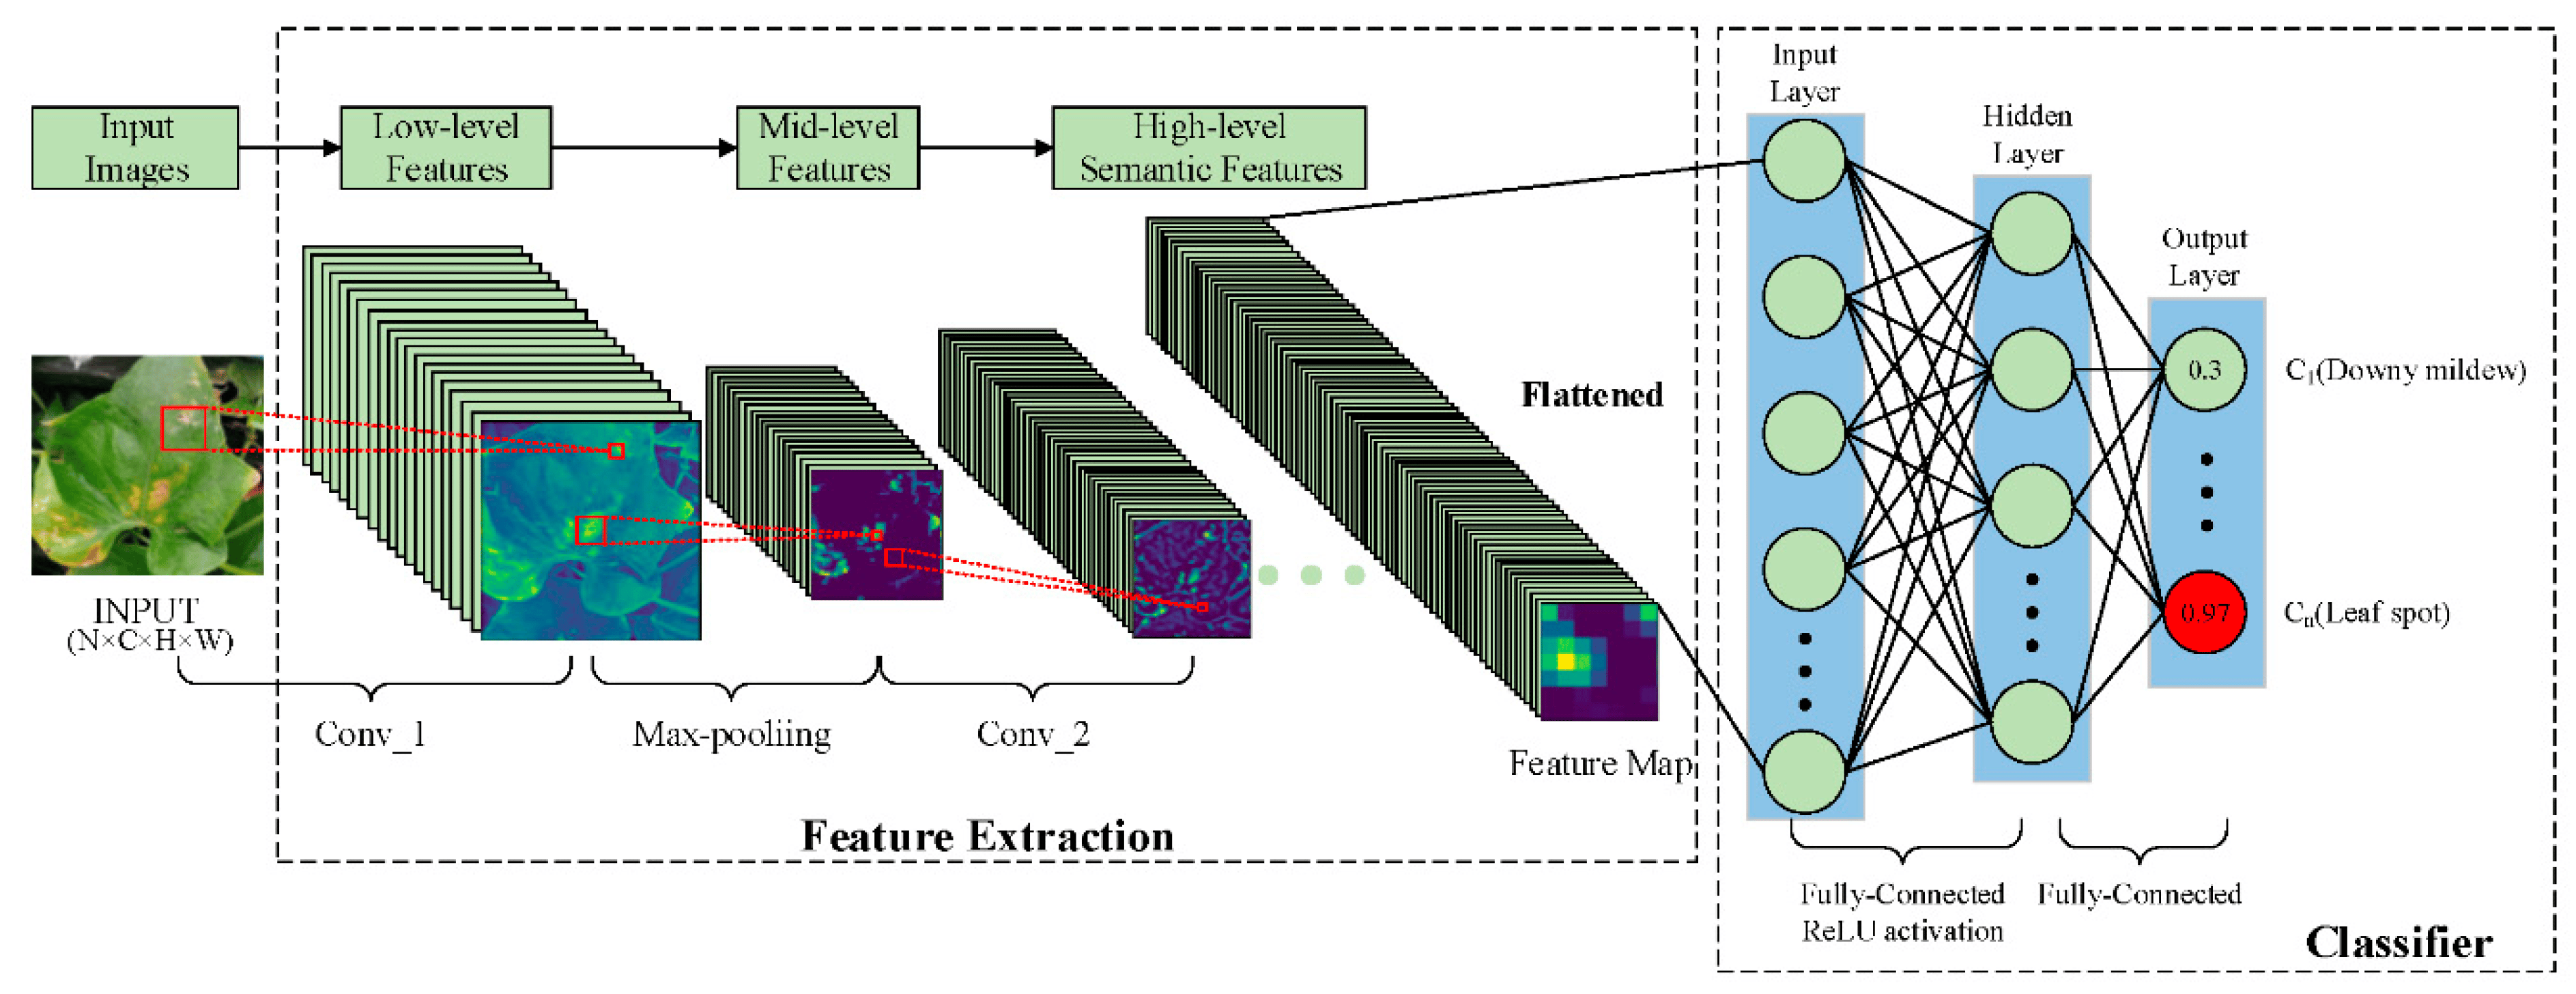 Input
Images
Low-level
Features
Mid-level
Features
High-level
Semantic Features
Input
Layer
Hidden
Layer
Output
Layer
Flattened
0.3
C1(Downy mildew)
0.97
Cn(Leaf spot)
INPUT
(N×C×H×W)
Conv_1
Max-pooliing
Conv_2
Feature Map
Feature Extraction
Fully-Connected
ReLU activation
Fully-Connected
Classifier